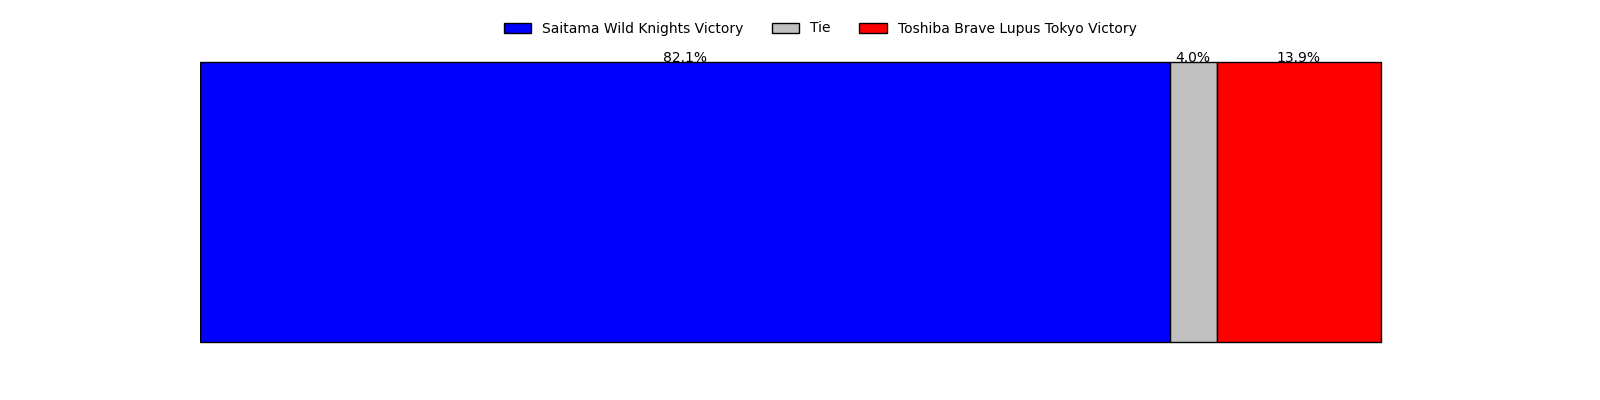 Saitama Wild Knights Victory Tie Toshiba Brave Lupus Tokyo Victory
82.1% 4.0% 13.9%